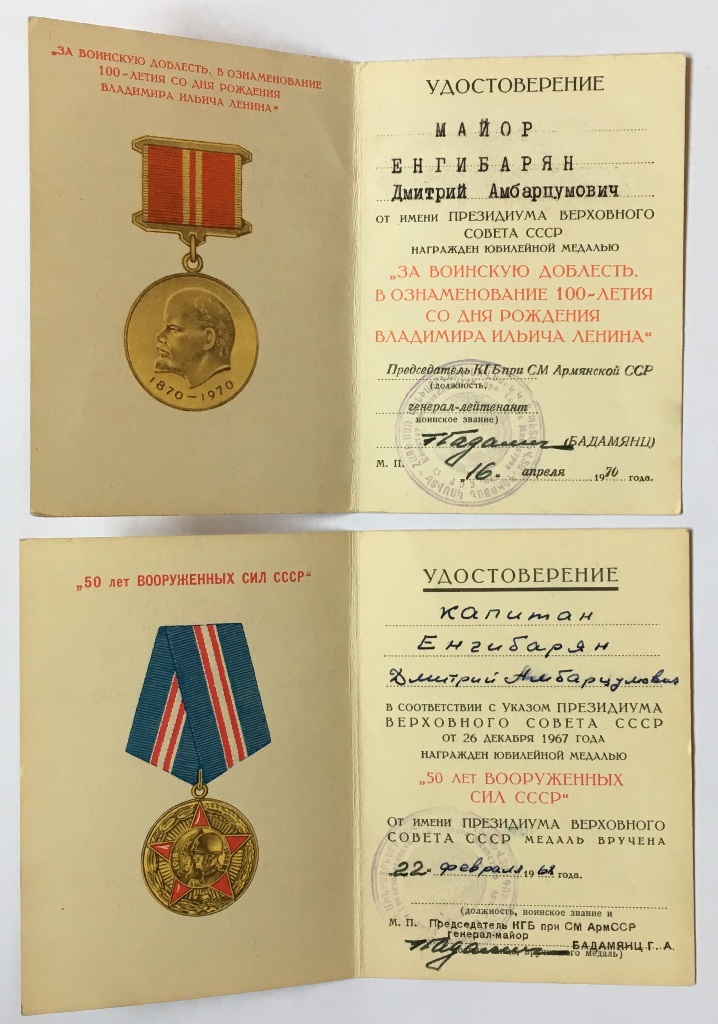 „ЗА ВОИНСКУЮ ДОБЛЕСТЬ. В ОЗНАМЕНОВАНИЕ
100-ЛЕТИЯ СО ДНЯ РОЖДЕНИЯ
ВЛАДИМИРА ИЛЬИЧА ЛЕНИНА“
1870-1970
УДОСТОВЕРЕНИЕ
МАЙОР
ЕНГИБАРЯН
Дмитрий Амбарцумович
ОТ ИМЕНИ ПРЕЗИДИУМА ВЕРХОВНОГО
СОВЕТА СССР
НАГРАЖДЕН ЮБИЛЕЙНОЙ МЕДАЛЬЮ
„ЗА ВОИНСКУЮ ДОБЛЕСТЬ.
В ОЗНАМЕНОВАНИЕ 100-ЛЕТИЯ
СО ДНЯ РОЖДЕНИЯ
ВЛАДИМИРА ИЛЬИЧА ЛЕНИНА“
Председатель КГБ при СМ Армянской ССР
(должность,
генерал-лейтенант
воинское звание)
(БАДАМЯНЦ)
М. П. „16“ апреля 1970 года.
„50 лет ВООРУЖЕННЫХ СИЛ СССР“
УДОСТОВЕРЕНИЕ
капитан
Енгибарян
Дмитрий Амбарцумович
В СООТВЕТСТВИИ С УКАЗОМ ПРЕЗИДИУМА
ВЕРХОВНОГО СОВЕТА СССР
ОТ 26 ДЕКАБРЯ 1967 ГОДА
НАГРАЖДЕН ЮБИЛЕЙНОЙ МЕДАЛЬЮ
„50 ЛЕТ ВООРУЖЕННЫХ
СИЛ СССР“
ОТ ИМЕНИ ПРЕЗИДИУМА ВЕРХОВНОГО
СОВЕТА СССР МЕДАЛЬ ВРУЧЕНА
22 февраля 1968 года.
(должность, воинское звание и
М. П. Председатель КГБ при СМ АрмССР
генерал-майор
БАДАМЯНЦ Г. А.
медаль)